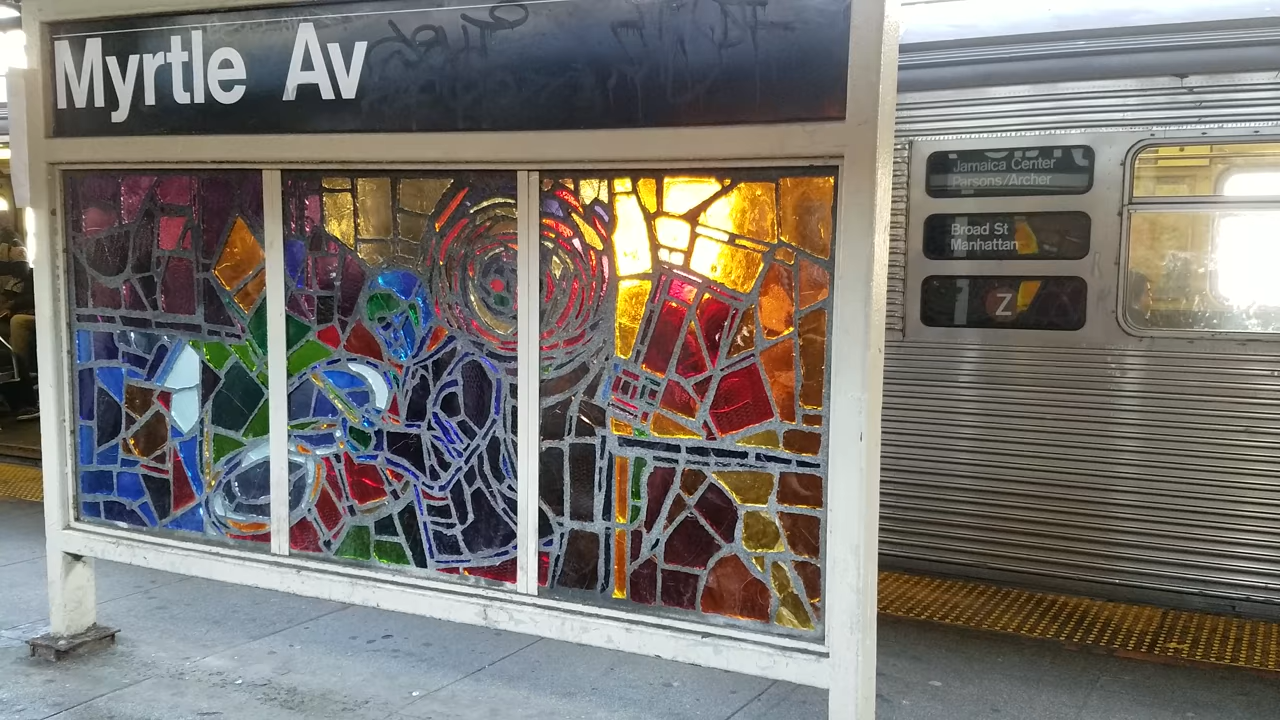 Myrtle Av
Jamaica Center
Parsons/Archer
Broad St
Manhattan
Z